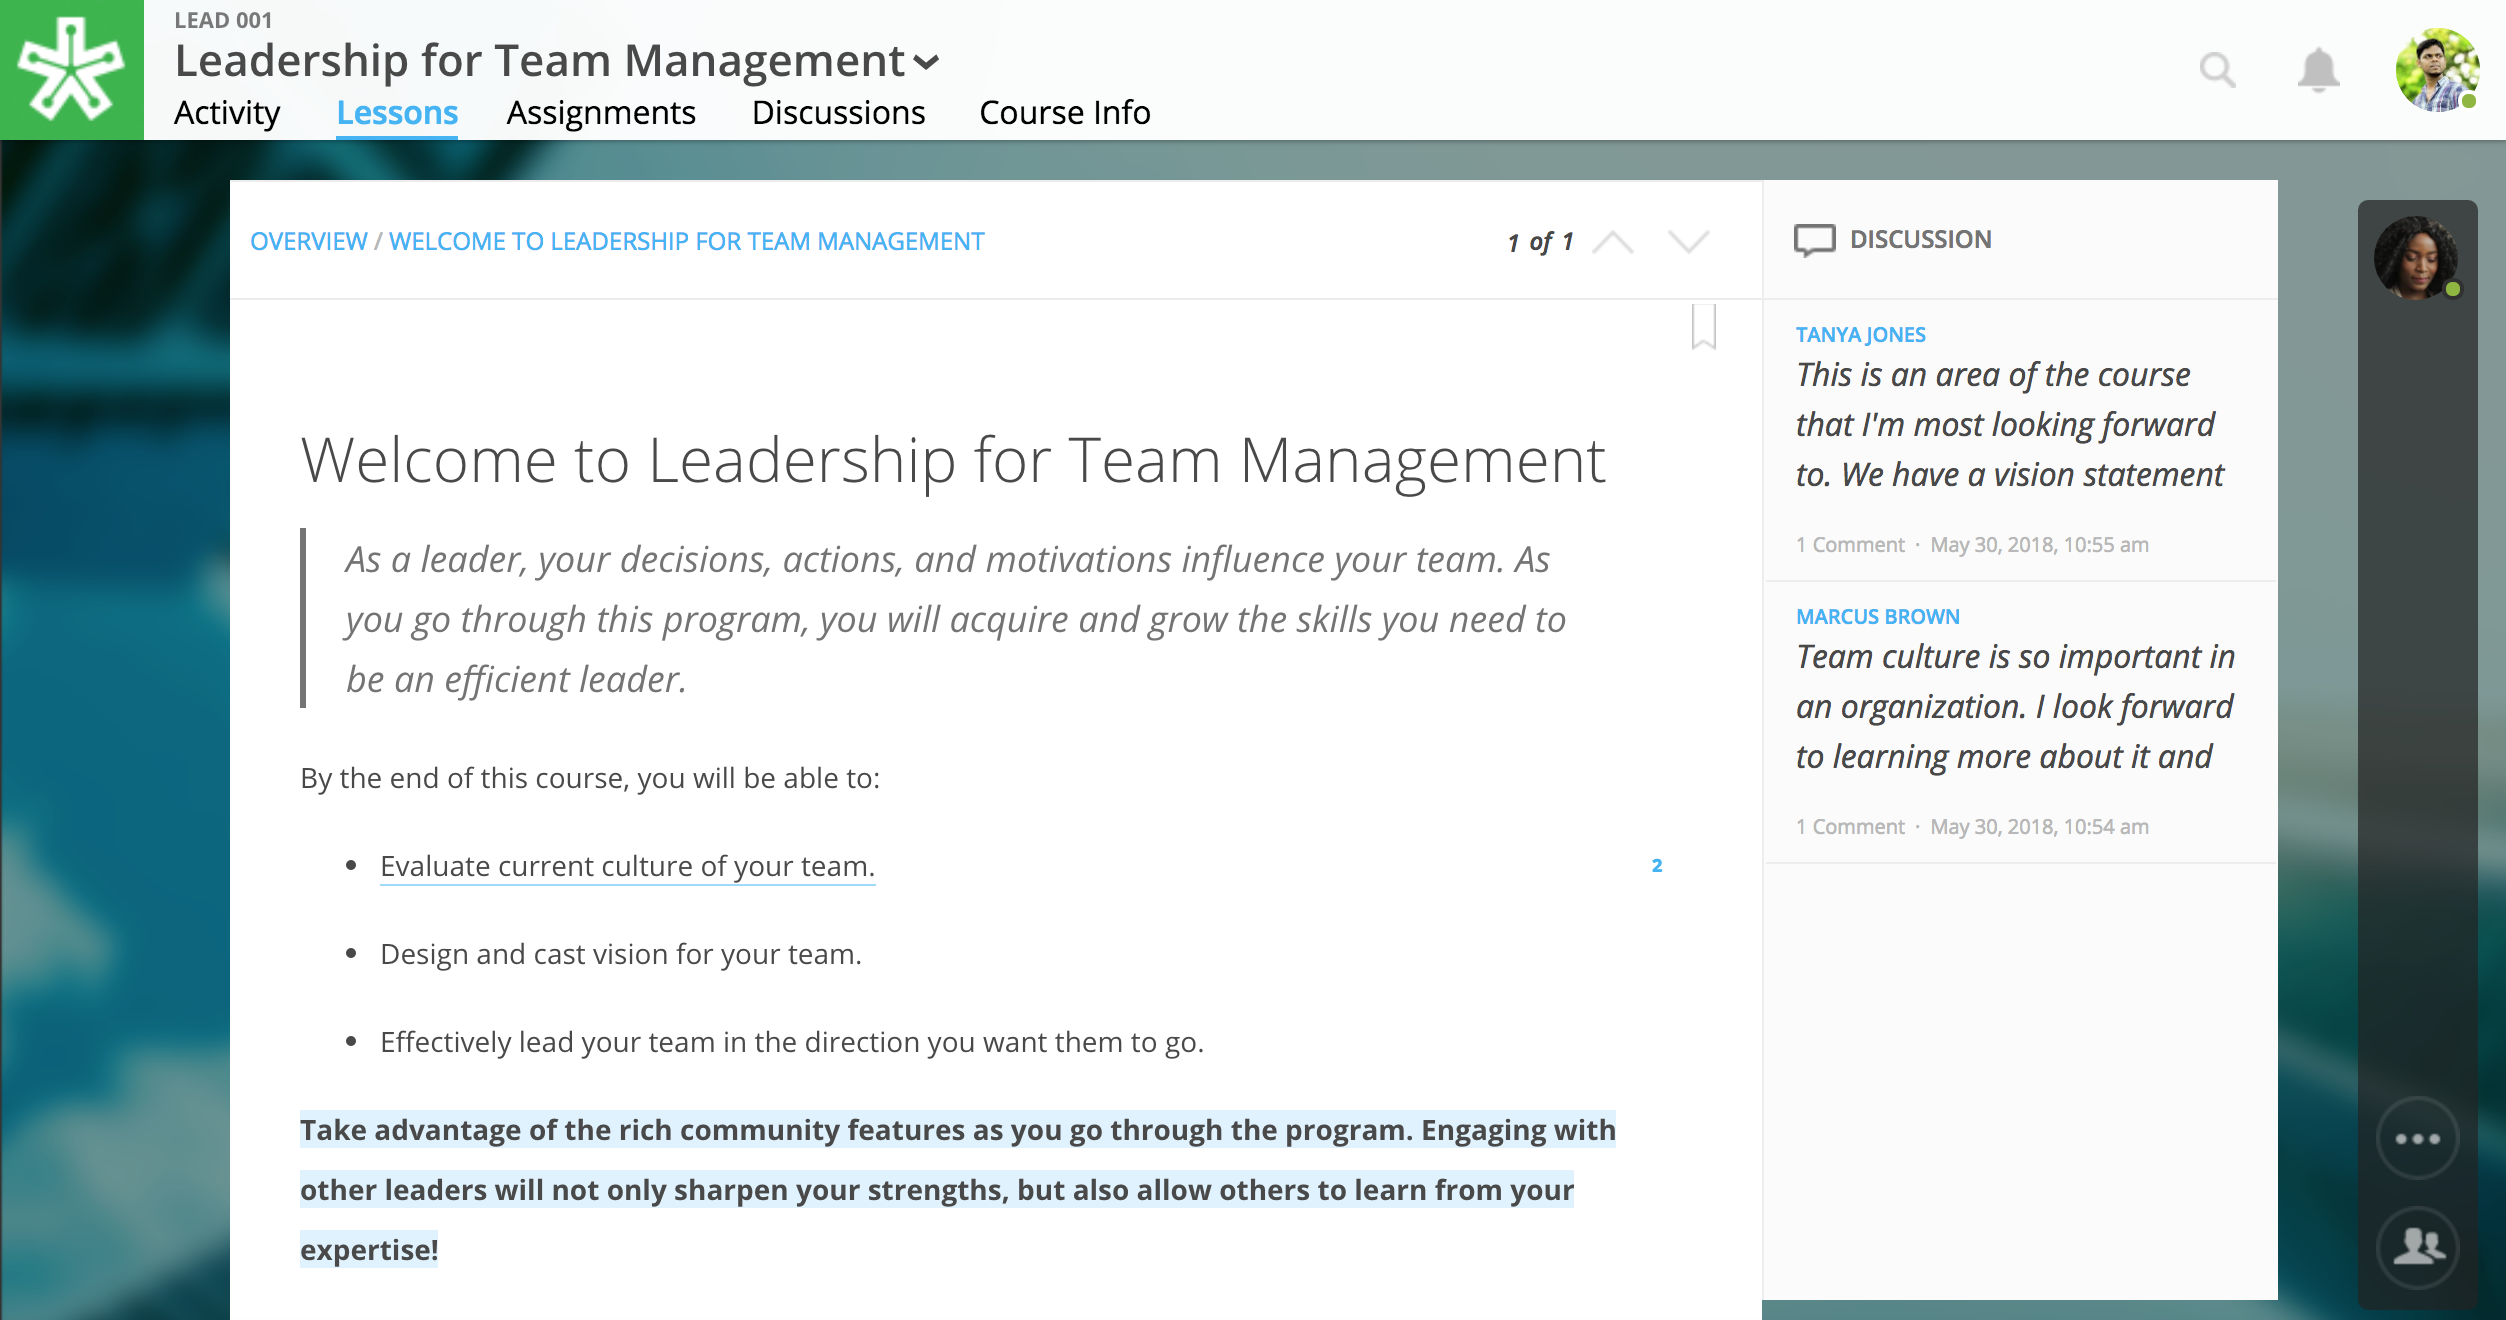 LEAD 001
Leadership for Team Management
Activity Lessons Assignments Discussions Course Info
OVERVIEW / WELCOME TO LEADERSHIP FOR TEAM MANAGEMENT
1 of 1
Welcome to Leadership for Team Management
As a leader, your decisions, actions, and motivations influence your team. As
you go through this program, you will acquire and grow the skills you need to
be an efficient leader.
By the end of this course, you will be able to:
• Evaluate current culture of your team.
2
• Design and cast vision for your team.
• Effectively lead your team in the direction you want them to go.
Take advantage of the rich community features as you go through the program. Engaging with
other leaders will not only sharpen your strengths, but also allow others to learn from your
expertise!
DISCUSSION
TANYA JONES
This is an area of the course
that I'm most looking forward
to. We have a vision statement
1 Comment · May 30, 2018, 10:55 am
MARCUS BROWN
Team culture is so important in
an organization. I look forward
to learning more about it and
1 Comment · May 30, 2018, 10:54 am